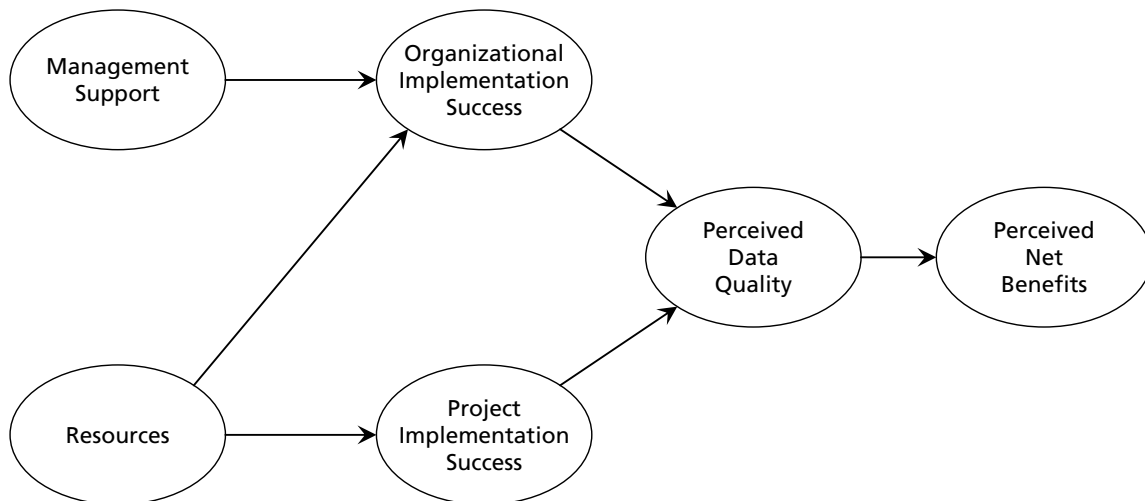 Management
Support
Organizational
Implementation
Success
Perceived
Data
Quality
Perceived
Net
Benefits
Resources
Project
Implementation
Success